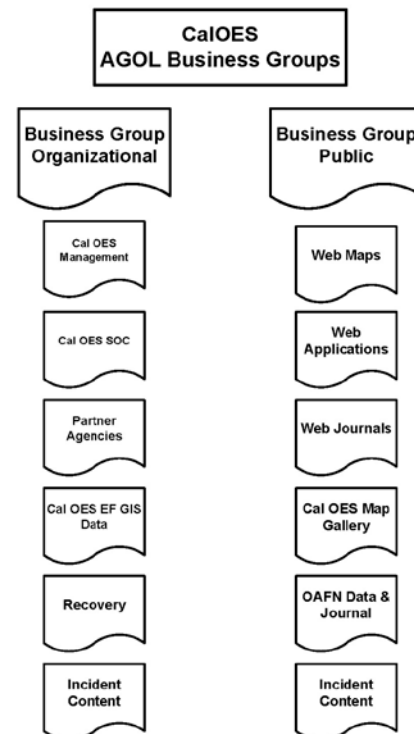 CalOES
AGOL Business Groups
Business Group
Organizational
Cal OES
Management
Cal OES SOC
Partner
Agencies
Cal OES EF GIS
Data
Recovery
Incident
Content
Business Group
Public
Web Maps
Web
Applications
Web Journals
Cal OES Map
Gallery
OAFN Data &
Journal
Incident
Content